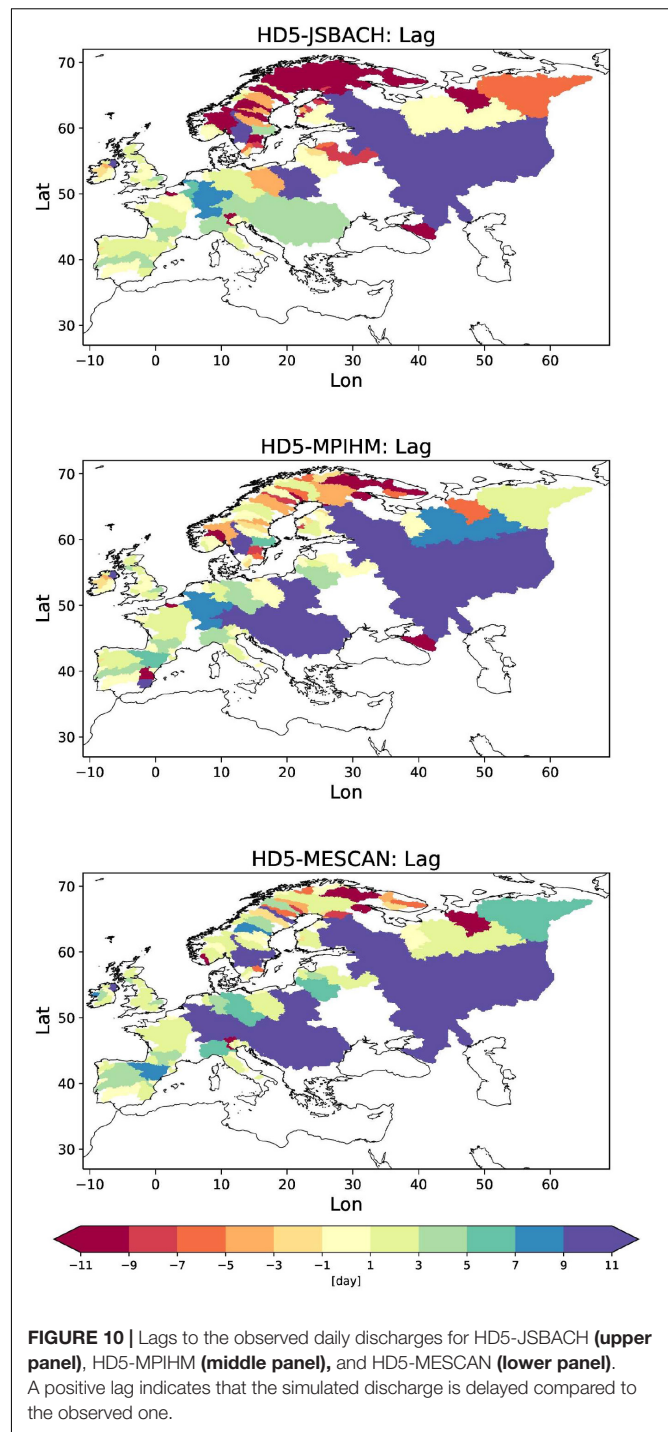 HD5-JSBACH: Lag
70
60
50
40
30
Lat
−10 0 10 20 30 40 50 60
Lon
HD5-MPIHM: Lag
70
60
50
40
30
Lat
−10 0 10 20 30 40 50 60
Lon
HD5-MESCAN: Lag
70
60
50
40
30
Lat
−10 0 10 20 30 40 50 60
Lon
−11 −9 −7 −5 −3 −1 1 3 5 7 9 11
[day]
FIGURE 10 | Lags to the observed daily discharges for HD5-JSBACH (upper
panel), HD5-MPIHM (middle panel), and HD5-MESCAN (lower panel).
A positive lag indicates that the simulated discharge is delayed compared to
the observed one.